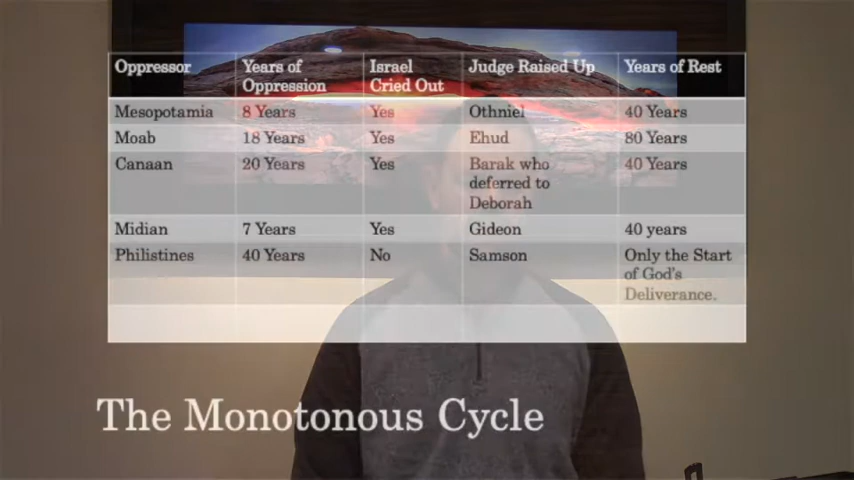 Oppressor Years of Oppression Israel Cried Out Judge Raised Up Years of Rest
Mesopotamia 8 Years Yes Othniel 40 Years
Moab 18 Years Yes Ehud 80 Years
Canaan 20 Years Yes Barak who deferred to Deborah 40 Years
Midian 7 Years Yes Gideon 40 years
Philistines 40 Years No Samson Only the Start of God's Deliverance.
The Monotonous Cycle